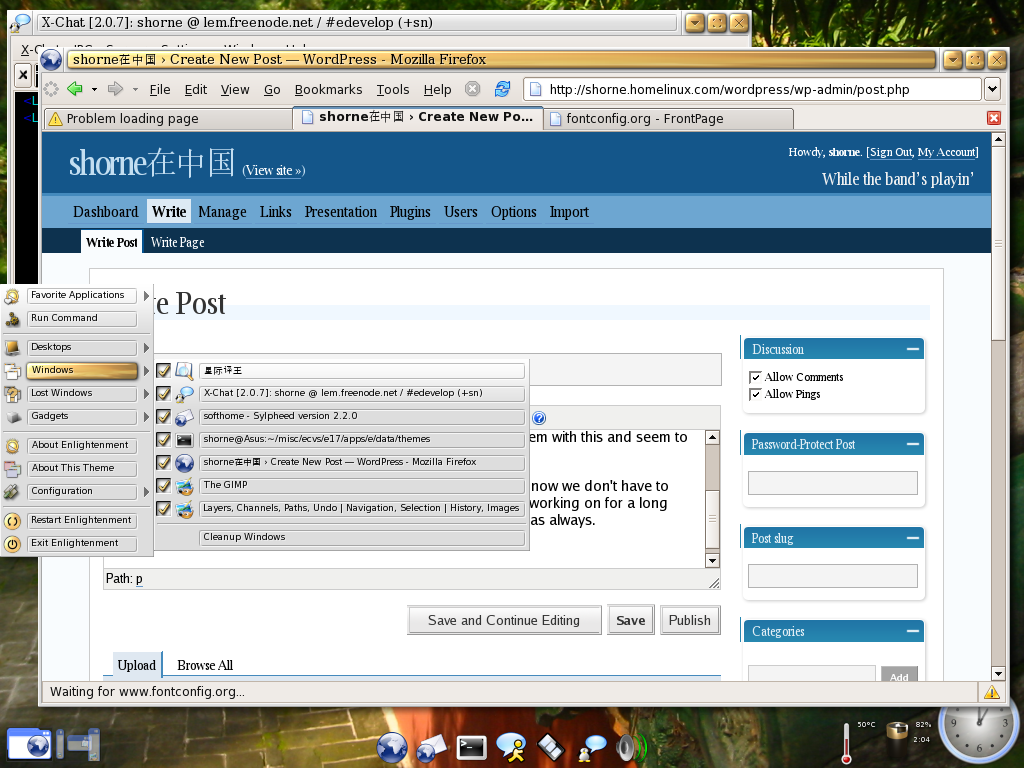 X-Chat [2.0.7]: shorne @ lem.freenode.net / #edevelop (+sn)
shorne在中国 › Create New Post — WordPress - Mozilla Firefox
File Edit View Go Bookmarks Tools Help
http://shorne.homelinux.com/wordpress/wp-admin/post.php
Problem loading page
shorne在中国 › Create New Po...
fontconfig.org - FrontPage
shorne在中国 (View site »)
Howdy, shorne. [Sign Out, My Account]
While the band's playin'
Dashboard Write Manage Links Presentation Plugins Users Options Import
Write Post Write Page
Post
Favorite Applications
Run Command
Desktops
Windows
Lost Windows
Gadgets
About Enlightenment
About This Theme
Configuration
Restart Enlightenment
Exit Enlightenment
星际译王
X-Chat [2.0.7]: shorne @ lem.freenode.net / #edevelop (+sn)
softhome - Sylpheed version 2.2.0
shorne@Asus:~/misc/ecvs/e17/apps/e/data/themes
shorne在中国 › Create New Post — WordPress - Mozilla Firefox
The GIMP
Layers, Channels, Paths, Undo | Navigation, Selection | History, Images
Cleanup Windows
em with this and seem to
now we don't have to
working on for a long
as always.
Path: p
Save and Continue Editing Save Publish
Upload Browse All
Discussion
Allow Comments
Allow Pings
Password-Protect Post
Post slug
Categories
Add
Waiting for www.fontconfig.org...
50°C
82%
2:04
9 3 6